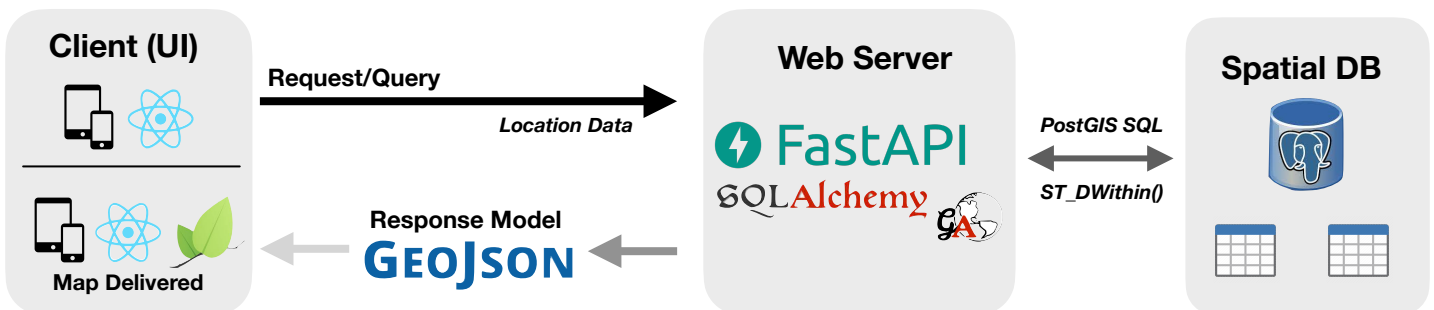 Client (UI)
Request/Query
Location Data
Map Delivered
Response Model
GEOJSON
Web Server
FastAPI
SQLAlchemy
GA
PostGIS SQL
ST_DWithin()
Spatial DB